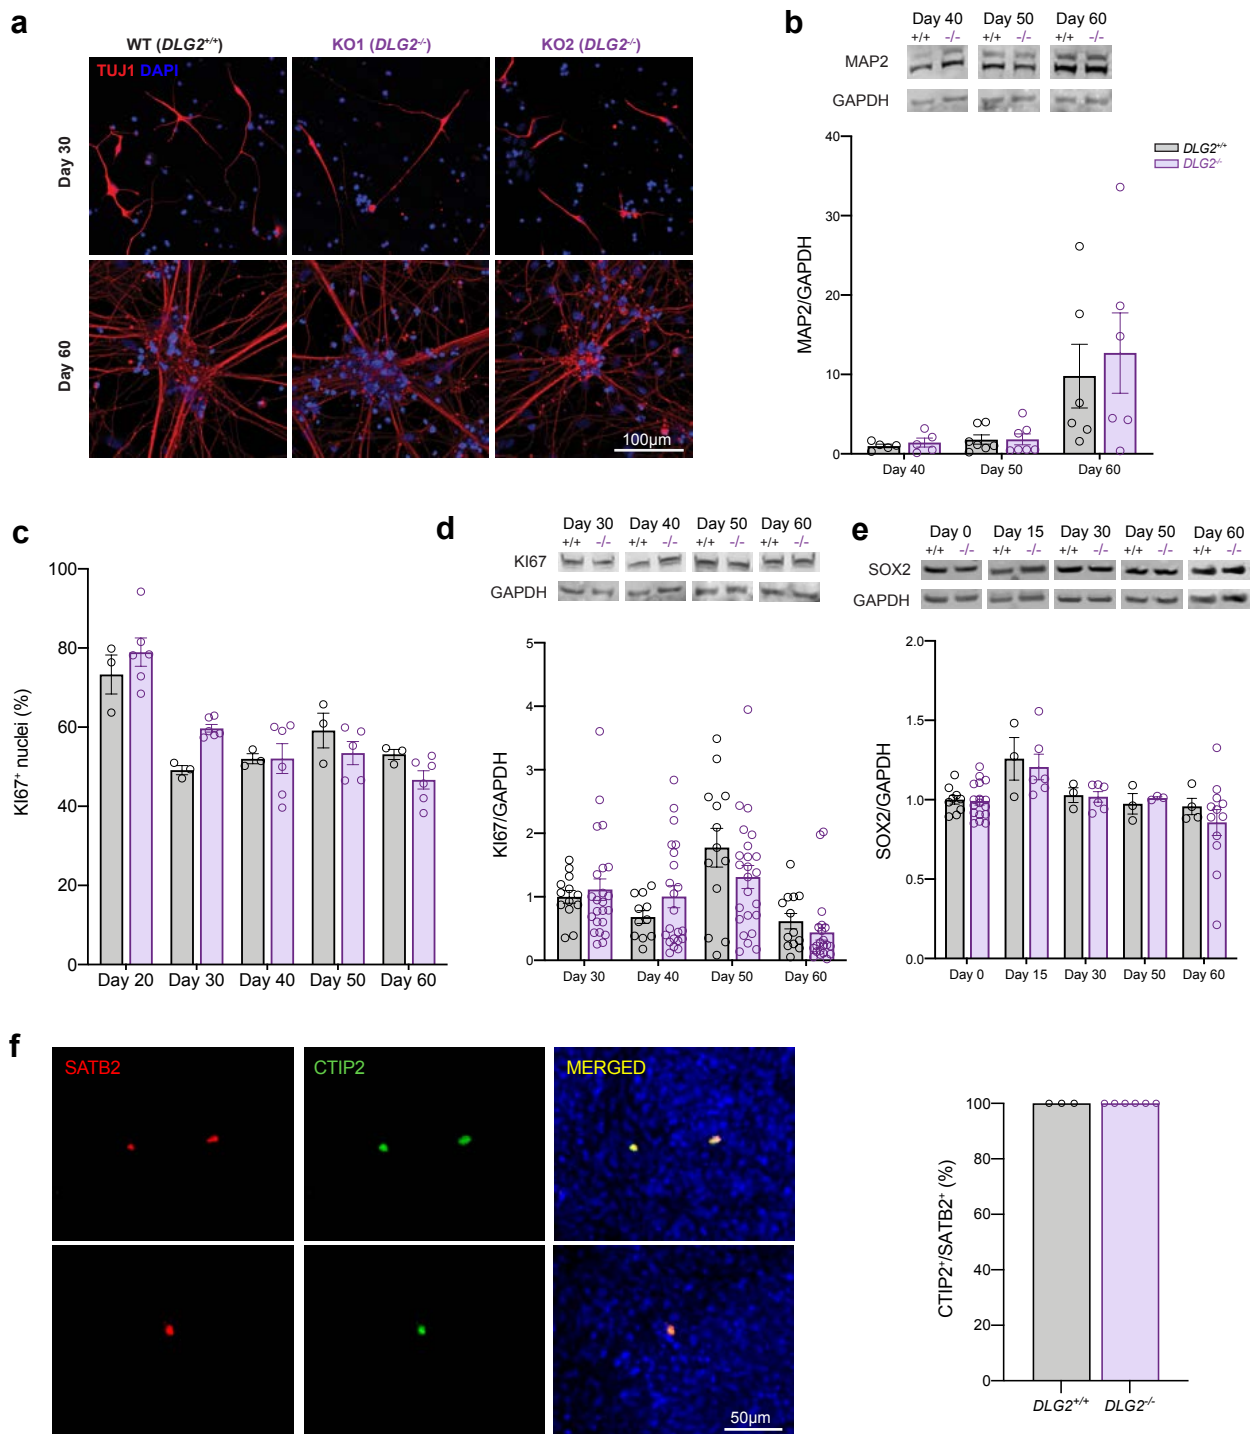 a
WT (DLG2+/+)
KO1 (DLG2-/-)
KO2 (DLG2-/-)
TUJ1 DAPI
Day 30
Day 60
100µm
b
Day 40 Day 50 Day 60
+/+ -/- +/+ -/- +/+ -/-
MAP2
GAPDH
DLG2+/+
DLG2-/-
MAP2/GAPDH
40
30
20
10
0
Day 40 Day 50 Day 60
c
KI67+ nuclei (%)
100
80
60
40
20
0
Day 20 Day 30 Day 40 Day 50 Day 60
d
Day 30 Day 40 Day 50 Day 60
+/+ -/- +/+ -/- +/+ -/- +/+ -/-
KI67
GAPDH
KI67/GAPDH
5
4
3
2
1
0
Day 30 Day 40 Day 50 Day 60
e
Day 0 Day 15 Day 30 Day 50 Day 60
+/+ -/- +/+ -/- +/+ -/- +/+ -/- +/+ -/-
SOX2
GAPDH
SOX2/GAPDH
2.0
1.5
1.0
0.5
0.0
Day 0 Day 15 Day 30 Day 50 Day 60
f
SATB2
CTIP2
MERGED
50µm
CTIP2+/SATB2+ (%)
100
80
60
40
20
0
DLG2+/+ DLG2-/-